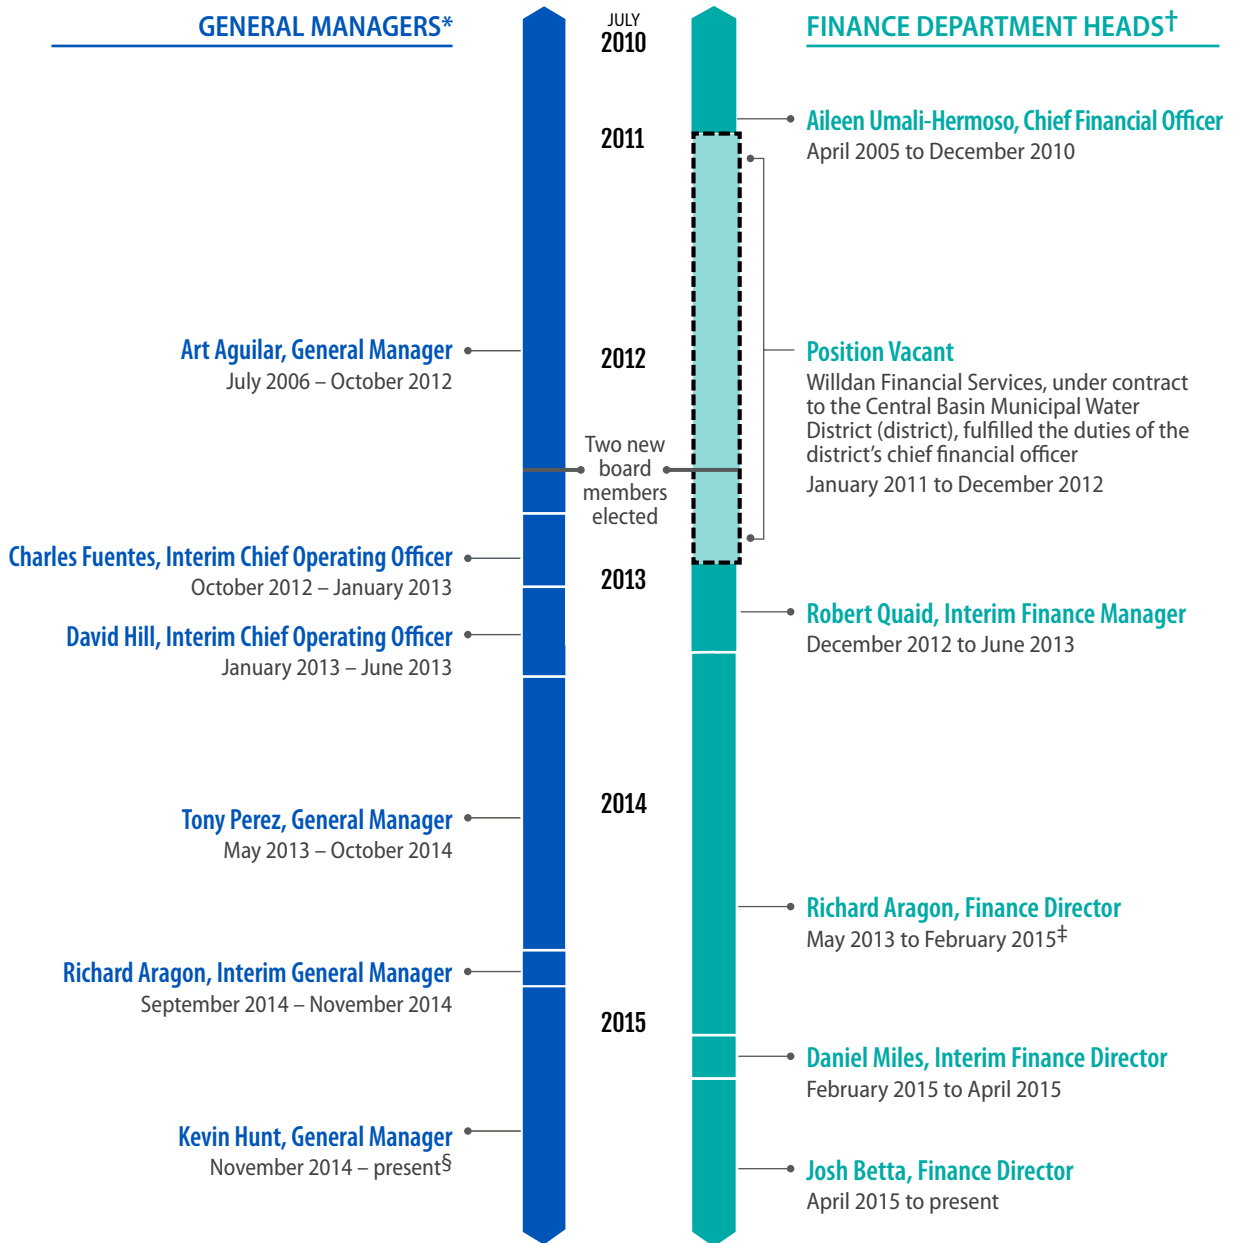 GENERAL MANAGERS*
JULY
2010
FINANCE DEPARTMENT HEADS†
Aileen Umali-Hermoso, Chief Financial Officer
April 2005 to December 2010
2011
Art Aguilar, General Manager
July 2006 – October 2012
2012
Position Vacant
Willdan Financial Services, under contract
to the Central Basin Municipal Water
District (district), fulfilled the duties of the
district’s chief financial officer
January 2011 to December 2012
Two new
board
members
elected
Charles Fuentes, Interim Chief Operating Officer
October 2012 – January 2013
2013
David Hill, Interim Chief Operating Officer
January 2013 – June 2013
Robert Quaid, Interim Finance Manager
December 2012 to June 2013
Tony Perez, General Manager
May 2013 – October 2014
2014
Richard Aragon, Finance Director
May 2013 to February 2015‡
Richard Aragon, Interim General Manager
September 2014 – November 2014
2015
Daniel Miles, Interim Finance Director
February 2015 to April 2015
Kevin Hunt, General Manager
November 2014 – present§
Josh Betta, Finance Director
April 2015 to present